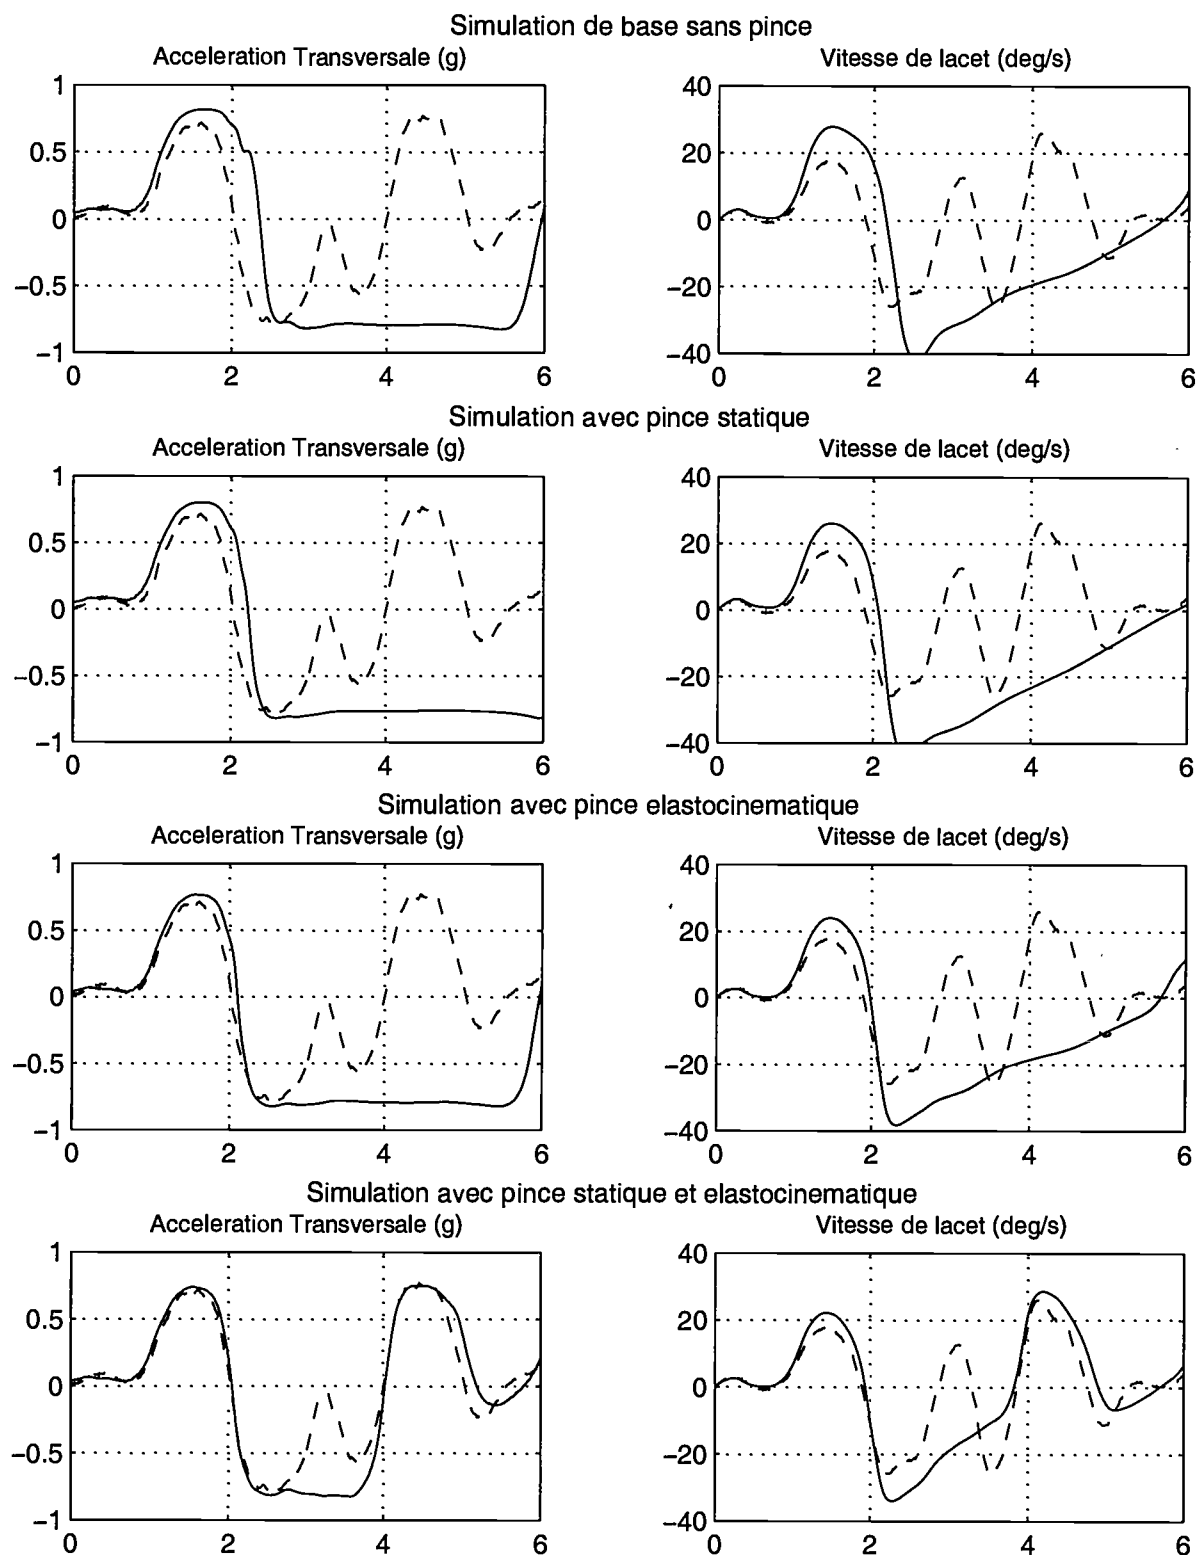 Simulation de base sans pince
Acceleration Transversale (g) Vitesse de lacet (deg/s)
1 40
0.5 20
0 0
−0.5 −20
−1 −40
0 2 4 6 0 2 4 6
Simulation avec pince statique
Acceleration Transversale (g) Vitesse de lacet (deg/s)
1 40
0.5 20
0 0
−0.5 −20
−1 −40
0 2 4 6 0 2 4 6
Simulation avec pince elastocinematique
Acceleration Transversale (g) Vitesse de lacet (deg/s)
1 40
0.5 20
0 0
−0.5 −20
−1 −40
0 2 4 6 0 2 4 6
Simulation avec pince statique et elastocinematique
Acceleration Transversale (g) Vitesse de lacet (deg/s)
1 40
0.5 20
0 0
−0.5 −20
−1 −40
0 2 4 6 0 2 4 6